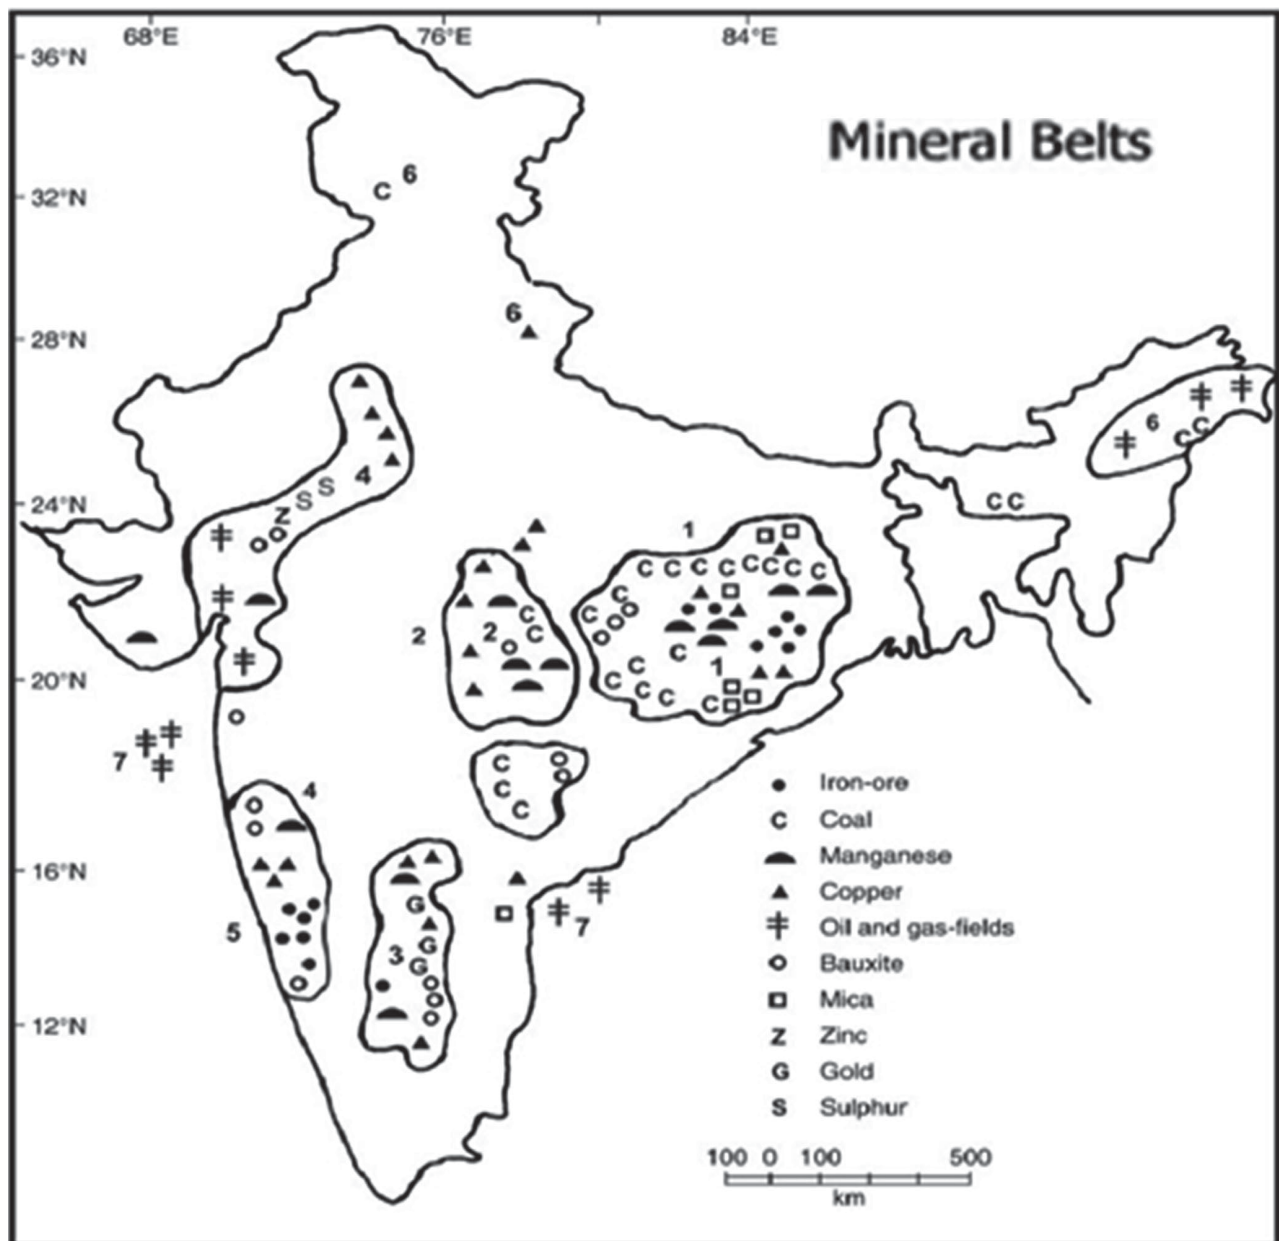 68°E 76°E 84°E
36°N
Mineral Belts
C 6
32°N
6
28°N
6
C C
4
S S
24°N
Z
C C
1
C C C C C C C C
C
C
C
2 2 C
C
C 1
C
20°N
C C C
7
C
C
C
4
Iron-ore
C Coal
Manganese
16°N
Copper
G
7
Oil and gas-fields
5
G
3
G
Bauxite
Mica
12°N
Z Zinc
G Gold
S Sulphur
100 0 100 500
km